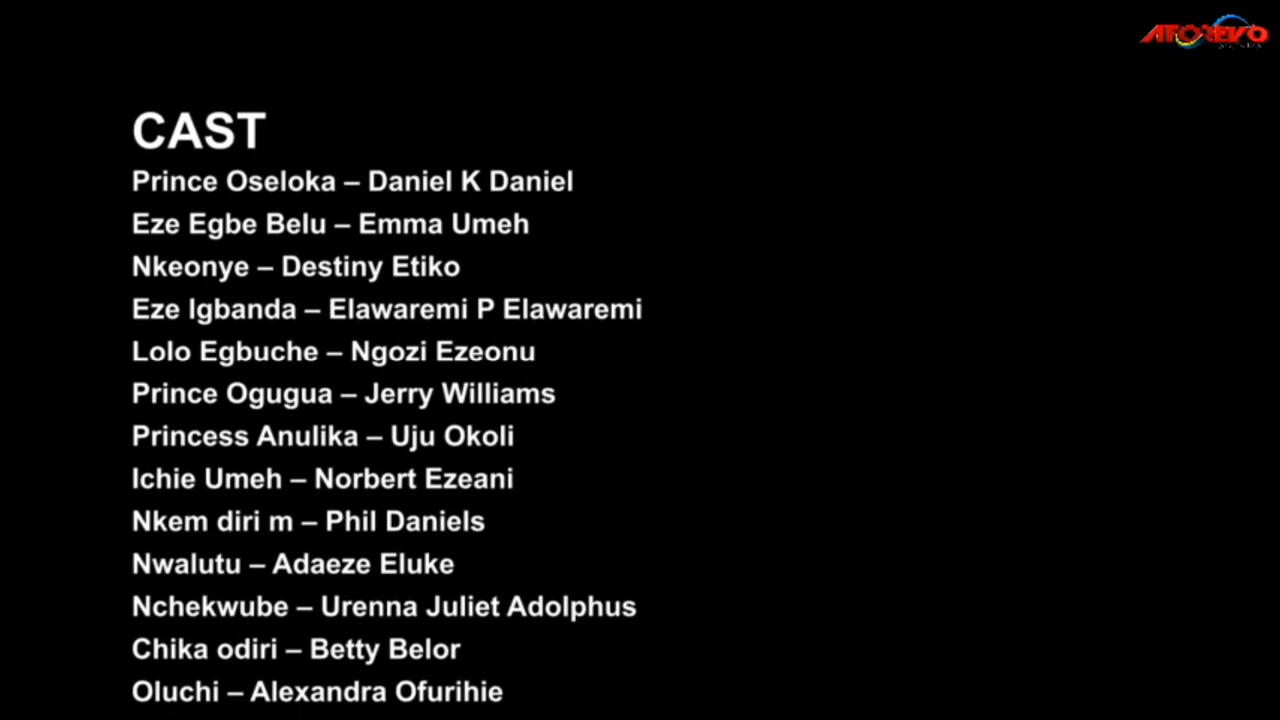 ATOREVO
CAST
Prince Oseloka – Daniel K Daniel
Eze Egbe Belu – Emma Umeh
Nkeonye – Destiny Etiko
Eze Igbanda – Elawaremi P Elawaremi
Lolo Egbuche – Ngozi Ezeonu
Prince Ogugua – Jerry Williams
Princess Anulika – Uju Okoli
Ichie Umeh – Norbert Ezeani
Nkem diri m – Phil Daniels
Nwalutu – Adaeze Eluke
Nchekwube – Urenna Juliet Adolphus
Chika odiri – Betty Belor
Oluchi – Alexandra Ofurihie